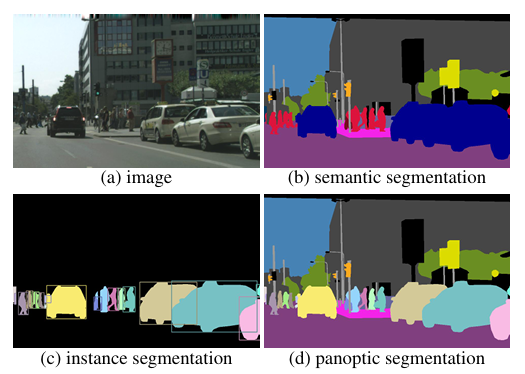 (a) image
(b) semantic segmentation
(c) instance segmentation
(d) panoptic segmentation